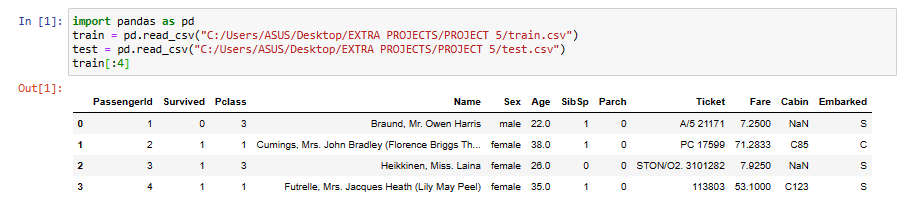 In [1]: import pandas as pd
train = pd.read_csv("C:/Users/ASUS/Desktop/EXTRA PROJECTS/PROJECT 5/train.csv")
test = pd.read_csv("C:/Users/ASUS/Desktop/EXTRA PROJECTS/PROJECT 5/test.csv")
train[:4]
Out[1]:
PassengerId Survived Pclass Name Sex Age SibSp Parch Ticket Fare Cabin Embarked
0 1 0 3 Braund, Mr. Owen Harris male 22.0 1 0 A/5 21171 7.2500 NaN S
1 2 1 1 Cumings, Mrs. John Bradley (Florence Briggs Th... female 38.0 1 0 PC 17599 71.2833 C85 C
2 3 1 3 Heikkinen, Miss. Laina female 26.0 0 0 STON/O2. 3101282 7.9250 NaN S
3 4 1 1 Futrelle, Mrs. Jacques Heath (Lily May Peel) female 35.0 1 0 113803 53.1000 C123 S